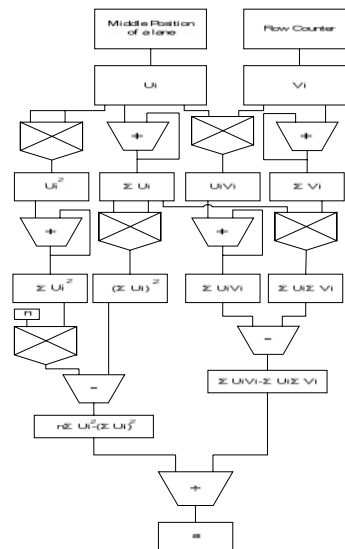 Middle Position of a lane
Row Counter
Ui
Vi
+
+
Ui²
Σ Ui
UiVi
Σ Vi
+
+
Σ Ui²
(Σ Ui)²
Σ UiVi
Σ UiΣ Vi
n
-
-
Σ UiVi-Σ UiΣ Vi
nΣ Ui²-(Σ Ui)²
+
a